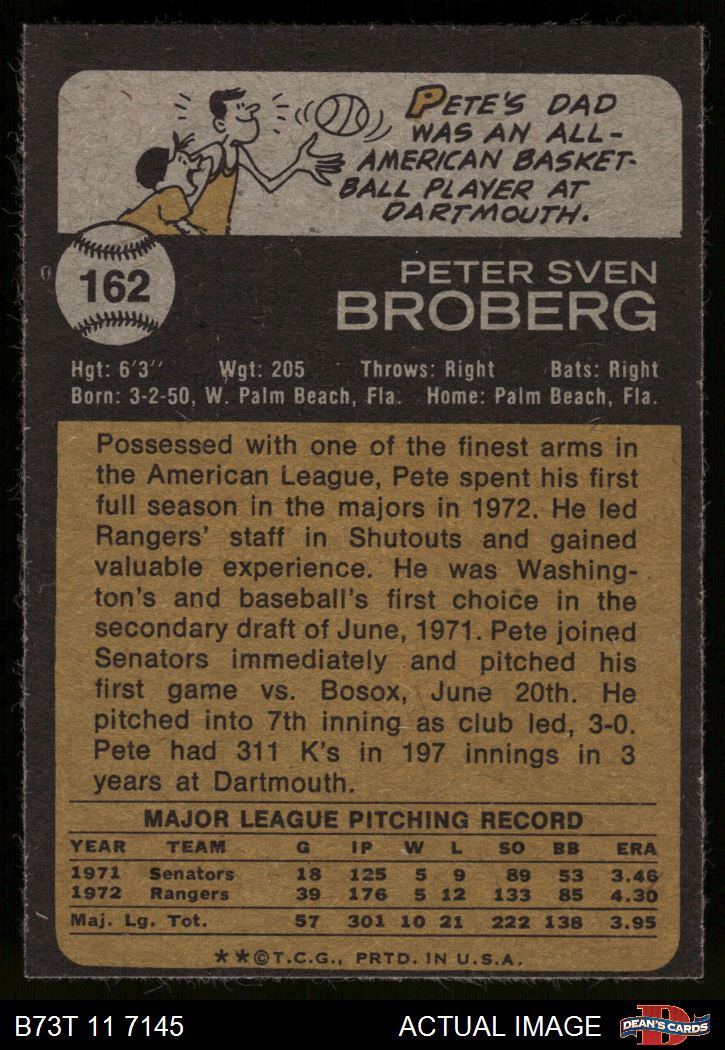 PETE'S DAD
WAS AN ALL-
AMERICAN BASKET-
BALL PLAYER AT
DARTMOUTH.
162
PETER SVEN
BROBERG
Hgt: 6'3" Wgt: 205 Throws: Right Bats: Right
Born: 3-2-50, W. Palm Beach, Fla. Home: Palm Beach, Fla.
Possessed with one of the finest arms in
the American League, Pete spent his first
full season in the majors in 1972. He led
Rangers' staff in Shutouts and gained
valuable experience. He was Washing-
ton's and baseball's first choice in the
secondary draft of June, 1971. Pete joined
Senators immediately and pitched his
first game vs. Bosox, June 20th. He
pitched into 7th inning as club led, 3-0.
Pete had 311 K's in 197 innings in 3
years at Dartmouth.
MAJOR LEAGUE PITCHING RECORD
YEAR TEAM G IP W L SO BB ERA
1971 Senators 18 125 5 9 89 53 3.46
1972 Rangers 39 176 5 12 133 85 4.30
Maj. Lg. Tot. 57 301 10 21 222 138 3.95
**©T.C.G., PRTD. IN U.S.A.
B73T 11 7145 ACTUAL IMAGE D DEAN'S CARDS